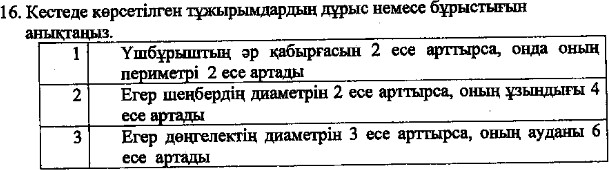 16. Кестеде көрсетілген тұжырымдардың дұрыс немесе бұрыстығын
анықтаңыз.
1 Үшбұрыштың әр қабырғасын 2 есе арттырса, онда оның
периметрі 2 есе артады
2 Егер шеңбердің диаметрін 2 есе арттырса, оның ұзындығы 4
есе артады
3 Егер дөңгелектің диаметрін 3 есе арттырса, оның ауданы 6
есе артады